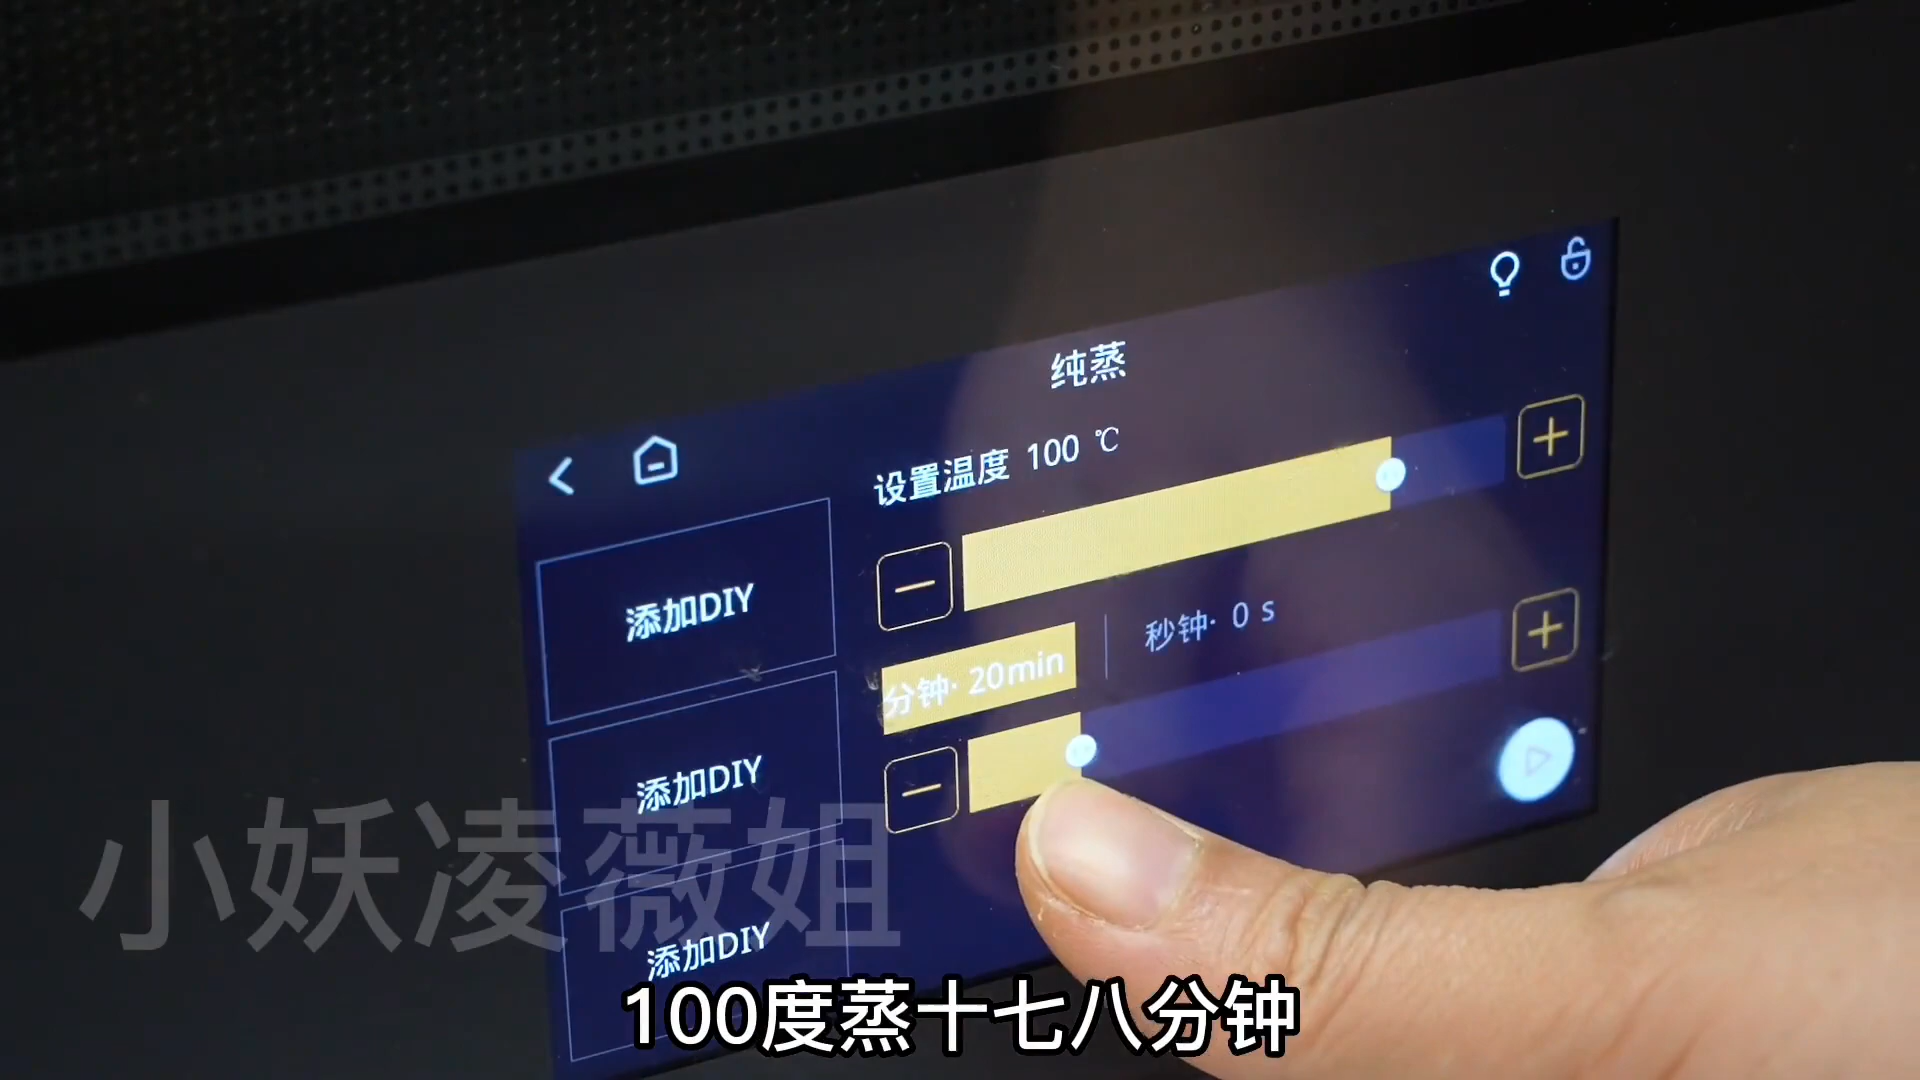 纯蒸
设置温度 100 ℃
添加DIY
分钟· 20min
秒钟· 0 s
添加DIY
添加DIY
小妖凌薇姐
100度蒸十七八分钟